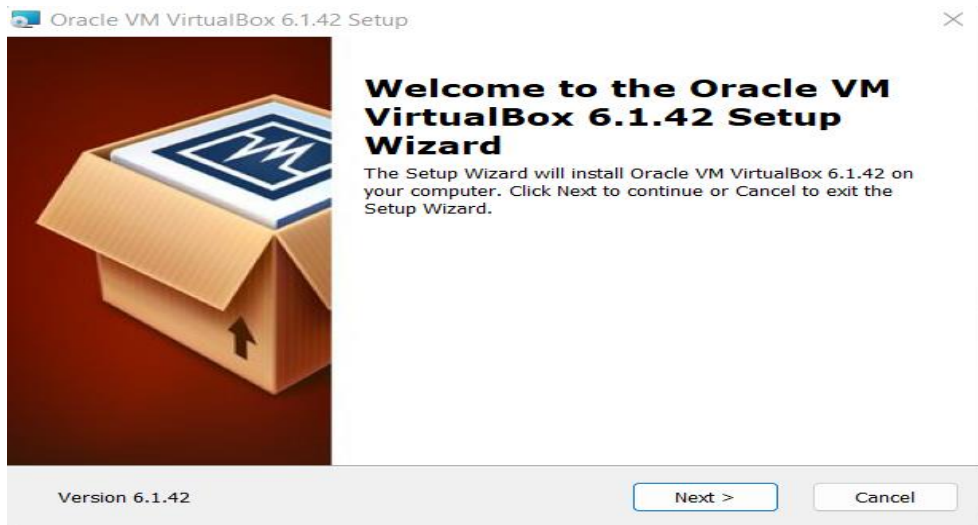 Oracle VM VirtualBox 6.1.42 Setup
Welcome to the Oracle VM
VirtualBox 6.1.42 Setup
Wizard
The Setup Wizard will install Oracle VM VirtualBox 6.1.42 on
your computer. Click Next to continue or Cancel to exit the
Setup Wizard.
Version 6.1.42
Next >
Cancel